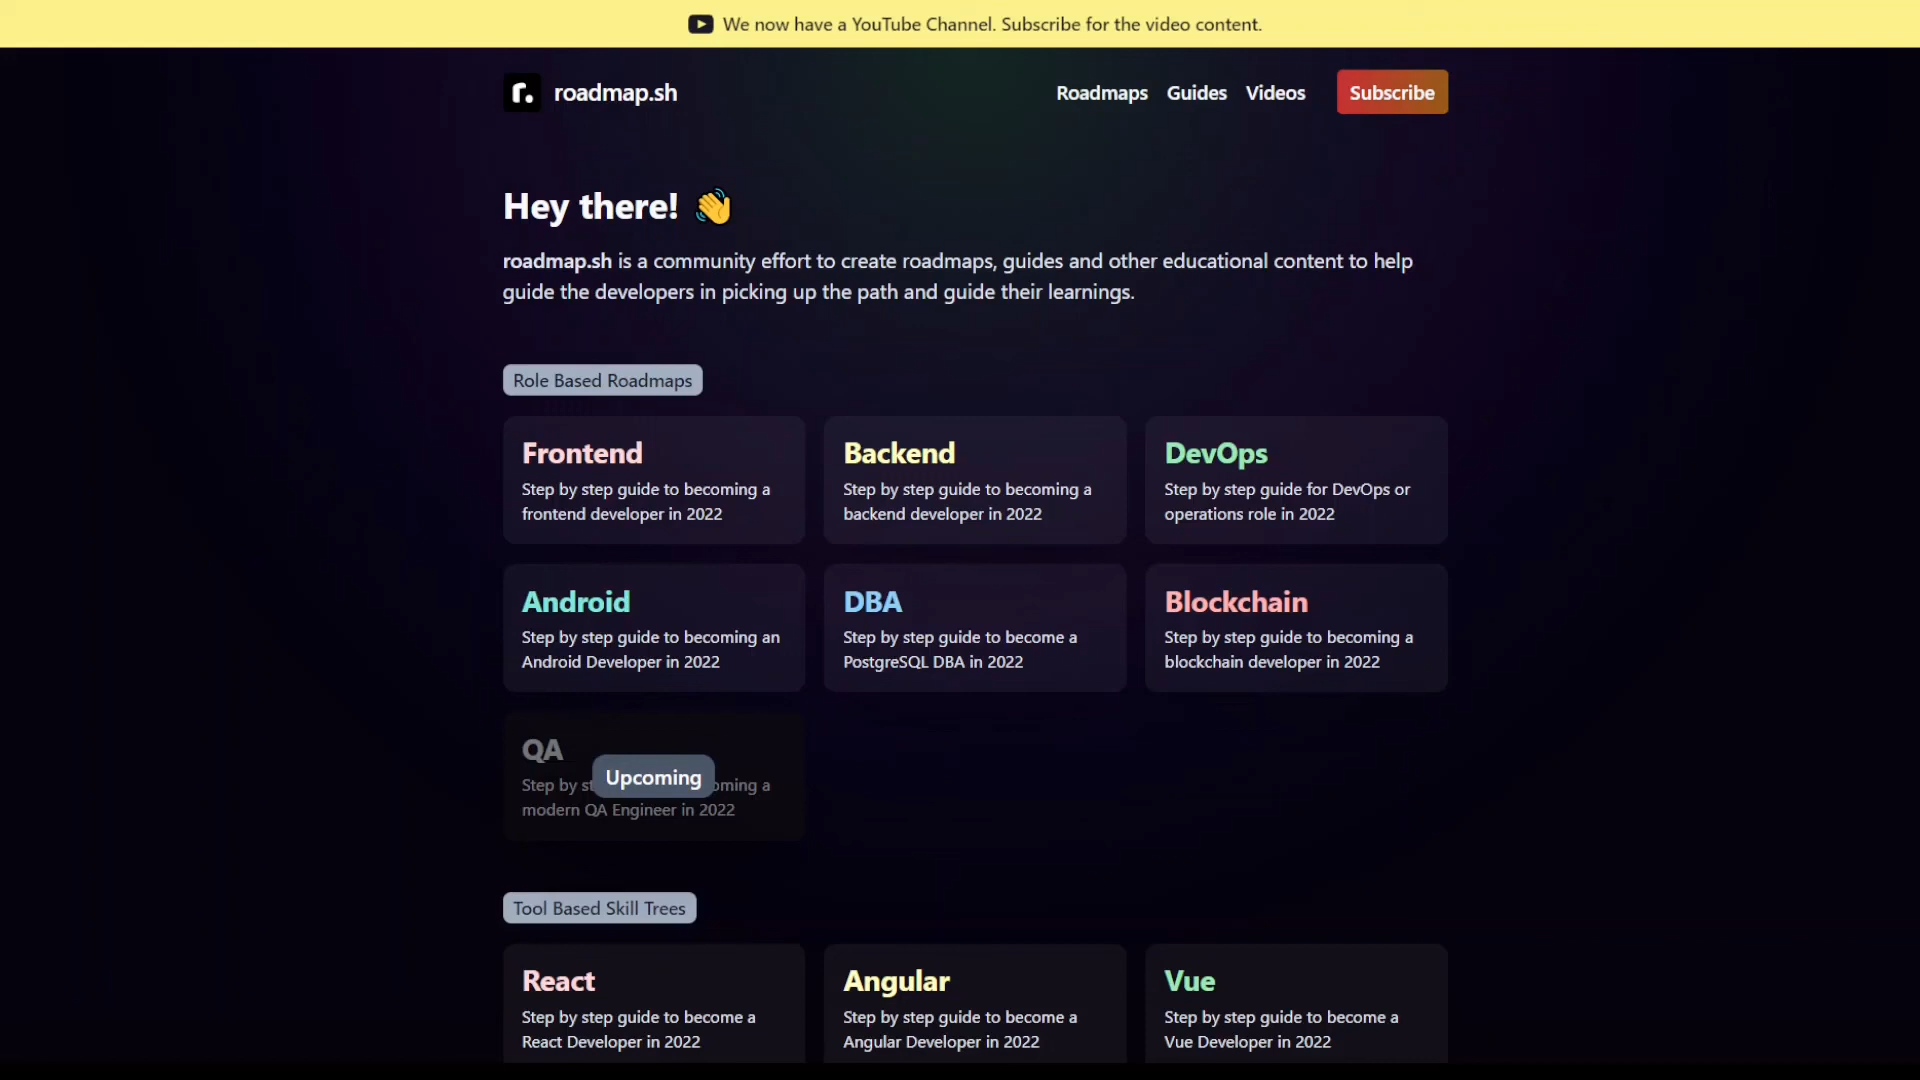 We now have a YouTube Channel. Subscribe for the video content.
r. roadmap.sh
Roadmaps Guides Videos Subscribe
Hey there! 👋
roadmap.sh is a community effort to create roadmaps, guides and other educational content to help
guide the developers in picking up the path and guide their learnings.
Role Based Roadmaps
Frontend
Step by step guide to becoming a
frontend developer in 2022
Backend
Step by step guide to becoming a
backend developer in 2022
DevOps
Step by step guide for DevOps or
operations role in 2022
Android
Step by step guide to becoming an
Android Developer in 2022
DBA
Step by step guide to become a
PostgreSQL DBA in 2022
Blockchain
Step by step guide to becoming a
blockchain developer in 2022
QA
Upcoming
Step by st oming a
modern QA Engineer in 2022
Tool Based Skill Trees
React
Step by step guide to become a
React Developer in 2022
Angular
Step by step guide to become a
Angular Developer in 2022
Vue
Step by step guide to become a
Vue Developer in 2022